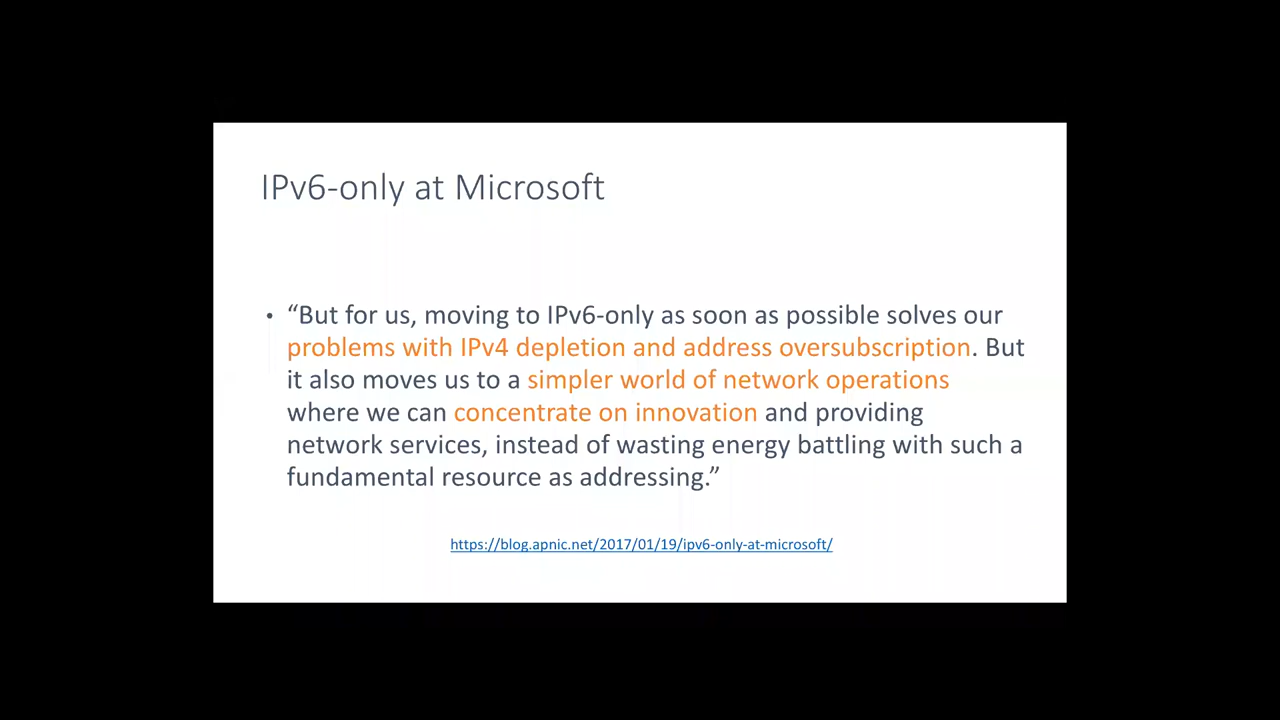 IPv6-only at Microsoft
• “But for us, moving to IPv6-only as soon as possible solves our
problems with IPv4 depletion and address oversubscription. But
it also moves us to a simpler world of network operations
where we can concentrate on innovation and providing
network services, instead of wasting energy battling with such a
fundamental resource as addressing.”
https://blog.apnic.net/2017/01/19/ipv6-only-at-microsoft/